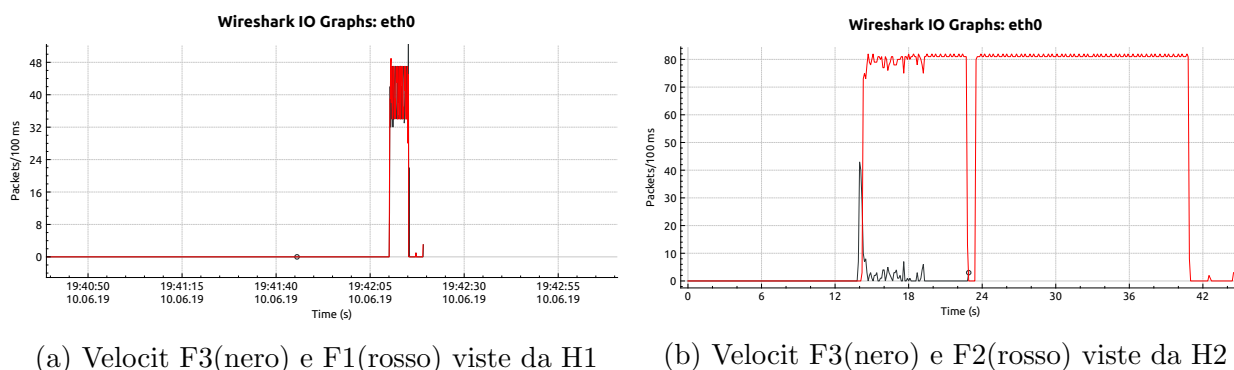 Wireshark IO Graphs: eth0
Packets/100 ms
48
40
32
24
16
8
0
19:40:50 19:41:15 19:41:40 19:42:05 19:42:30 19:42:55
10.06.19 10.06.19 10.06.19 10.06.19 10.06.19 10.06.19
Time (s)
(a) Velocit F3(nero) e F1(rosso) viste da H1
Wireshark IO Graphs: eth0
Packets/100 ms
80
70
60
50
40
30
20
10
0
0 6 12 18 24 30 36 42
Time (s)
(b) Velocit F3(nero) e F2(rosso) viste da H2